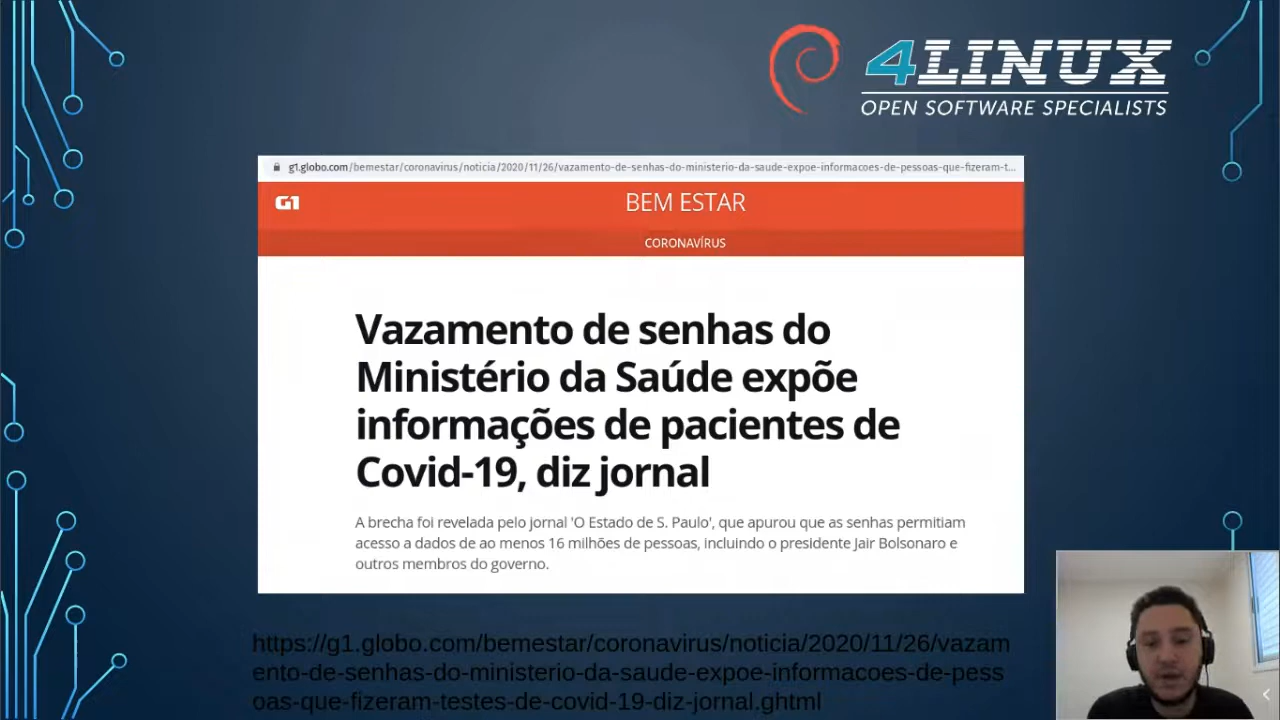 4LINUX
OPEN SOFTWARE SPECIALISTS
g1.globo.com/bemestar/coronavirus/noticia/2020/11/26/vazamento-de-senhas-do-ministerio-da-saude-expoe-informacoes-de-pessoas-que-fizeram-t...
G1
BEM ESTAR
CORONAVÍRUS
Vazamento de senhas do
Ministério da Saúde expõe
informações de pacientes de
Covid-19, diz jornal
A brecha foi revelada pelo jornal 'O Estado de S. Paulo', que apurou que as senhas permitiam
acesso a dados de ao menos 16 milhões de pessoas, incluindo o presidente Jair Bolsonaro e
outros membros do governo.
https://g1.globo.com/bemestar/coronavirus/noticia/2020/11/26/vazam
ento-de-senhas-do-ministerio-da-saude-expoe-informacoes-de-pess
oas-que-fizeram-testes-de-covid-19-diz-jornal.ghtml